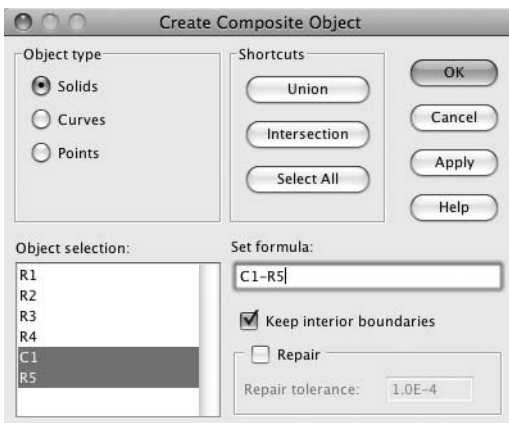 Create Composite Object
Object type
Solids
Curves
Points
Shortcuts
Union
Intersection
Select All
OK
Cancel
Apply
Help
Object selection:
R1
R2
R3
R4
C1
R5
Set formula:
C1-R5
Keep interior boundaries
Repair
Repair tolerance:
1.0E-4